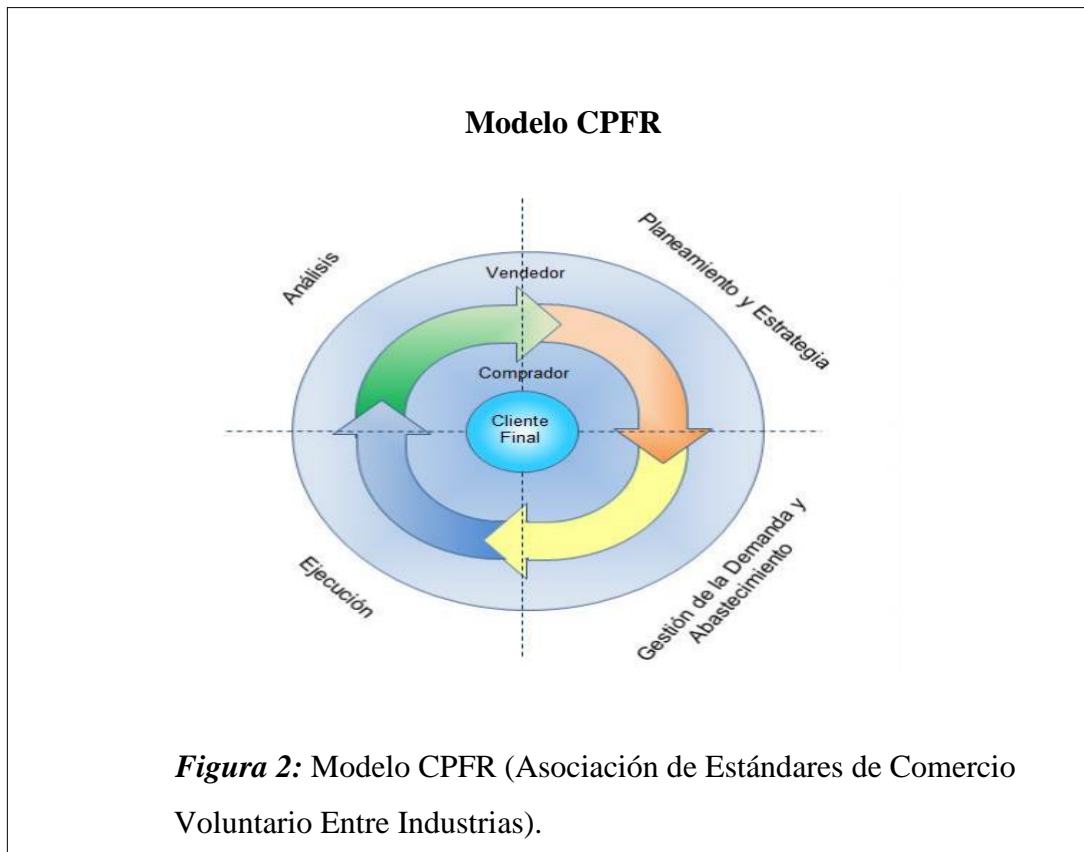 Modelo CPFR
Análisis
Planeamiento y Estrategia
Vendedor
Comprador
Cliente
Final
Ejecución
Gestión de la Demanda y
Abastecimiento
Figura 2: Modelo CPFR (Asociación de Estándares de Comercio
Voluntario Entre Industrias).